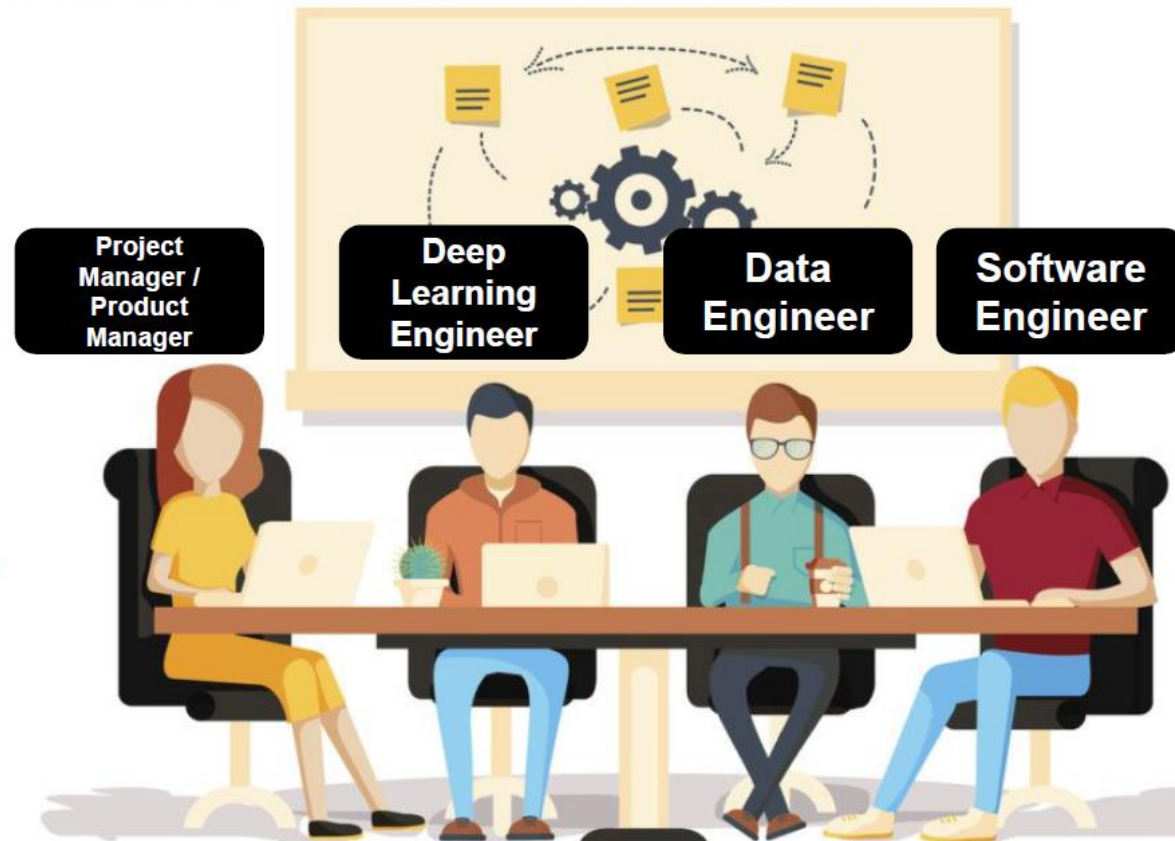 Project
Manager /
Product
Manager
Deep
Learning
Engineer
Data
Engineer
Software
Engineer